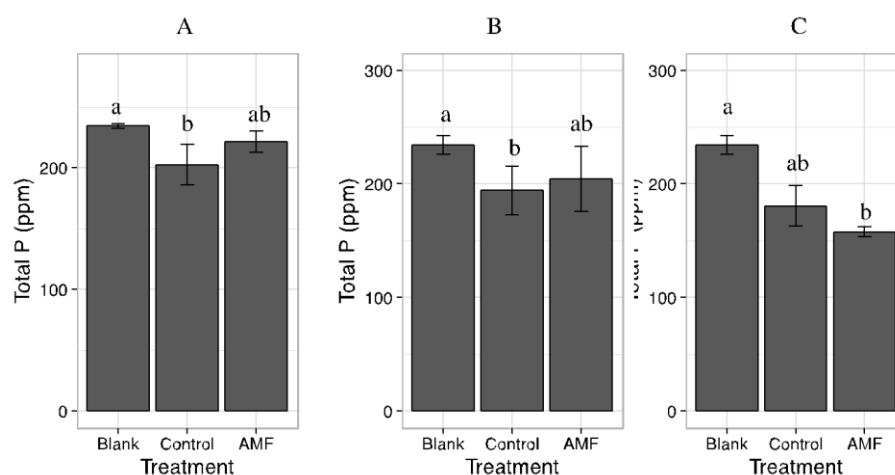 A
Total P (ppm)
200
100
0
a
b
ab
Blank
Control
AMF
Treatment
B
Total P (ppm)
300
200
100
0
a
b
ab
Blank
Control
AMF
Treatment
C
300
200
100
0
a
ab
b
Blank
Control
AMF
Treatment